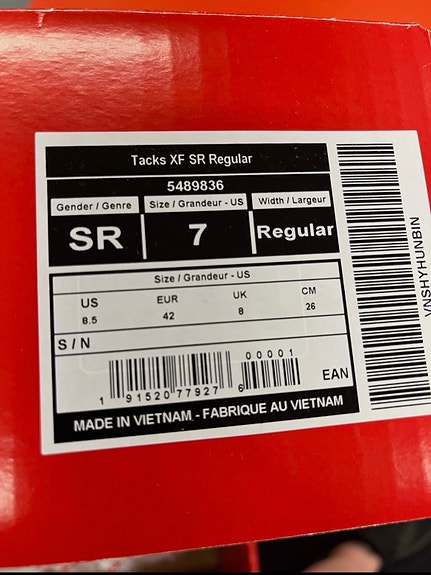 Tacks XF SR Regular
5489836
Gender / Genre Size / Grandeur - US Width / Largeur
SR 7 Regular
Size / Grandeur - US
US EUR UK CM
8.5 42 8 26
S / N
00001
1 91520 77927 6 EAN
MADE IN VIETNAM - FABRIQUE AU VIETNAM
VNSHYHUNBIN